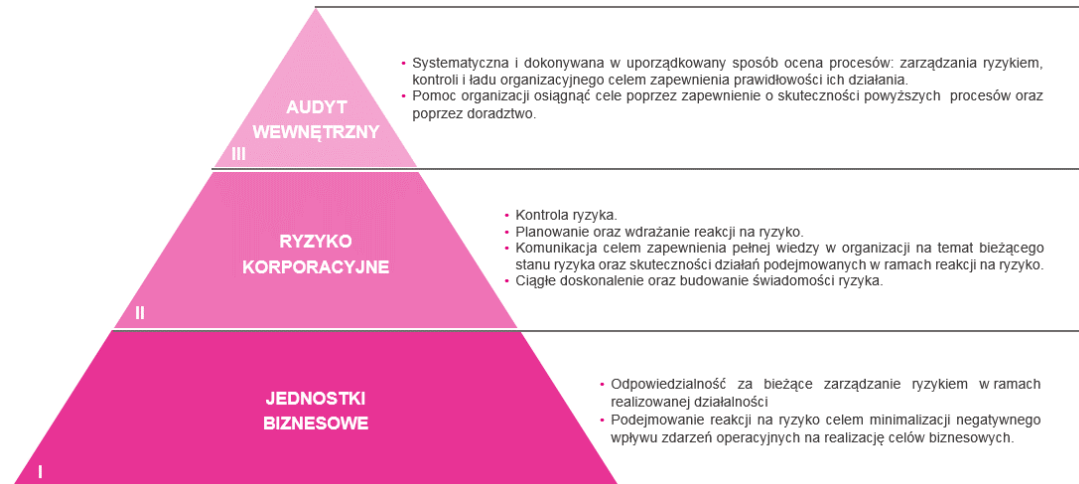 • Systematyczna i dokonywana w uporządkowany sposób ocena procesów: zarządzania ryzykiem,
kontroli i ładu organizacyjnego celem zapewnienia prawidłowości ich działania.
• Pomoc organizacji osiągnąć cele poprzez zapewnienie o skuteczności powyższych procesów oraz
poprzez doradztwo.
AUDYT
WEWNĘTRZNY
III
• Kontrola ryzyka.
• Planowanie oraz wdrażanie reakcji na ryzyko.
• Komunikacja celem zapewnienia pełnej wiedzy w organizacji na temat bieżącego
stanu ryzyka oraz skuteczności działań podejmowanych w ramach reakcji na ryzyko.
• Ciągłe doskonalenie oraz budowanie świadomości ryzyka.
RYZYKO
KORPORACYJNE
II
• Odpowiedzialność za bieżące zarządzanie ryzykiem w ramach
realizowanej działalności
• Podejmowanie reakcji na ryzyko celem minimalizacji negatywnego
wpływu zdarzeń operacyjnych na realizację celów biznesowych.
JEDNOSTKI
BIZNESOWE
I